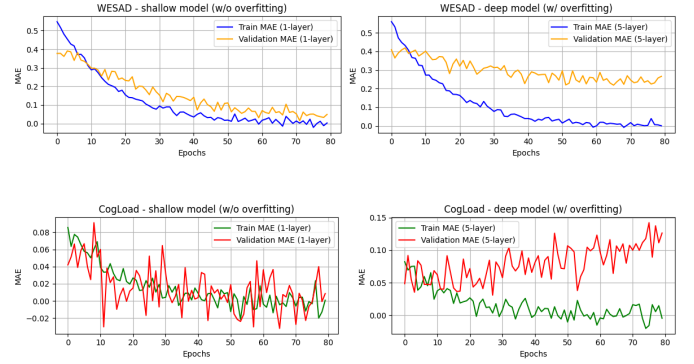 WESAD - shallow model (w/o overfitting)
MAE
0.5
0.4
0.3
0.2
0.1
0.0
Train MAE (1-layer)
Validation MAE (1-layer)
0 10 20 30 40 50 60 70 80
Epochs
WESAD - deep model (w/ overfitting)
MAE
0.5
0.4
0.3
0.2
0.1
0.0
Train MAE (5-layer)
Validation MAE (5-layer)
0 10 20 30 40 50 60 70 80
Epochs
CogLoad - shallow model (w/o overfitting)
MAE
0.08
0.06
0.04
0.02
0.00
−0.02
Train MAE (1-layer)
Validation MAE (1-layer)
0 10 20 30 40 50 60 70 80
Epochs
CogLoad - deep model (w/ overfitting)
MAE
0.15
0.10
0.05
0.00
Train MAE (5-layer)
Validation MAE (5-layer)
0 10 20 30 40 50 60 70 80
Epochs